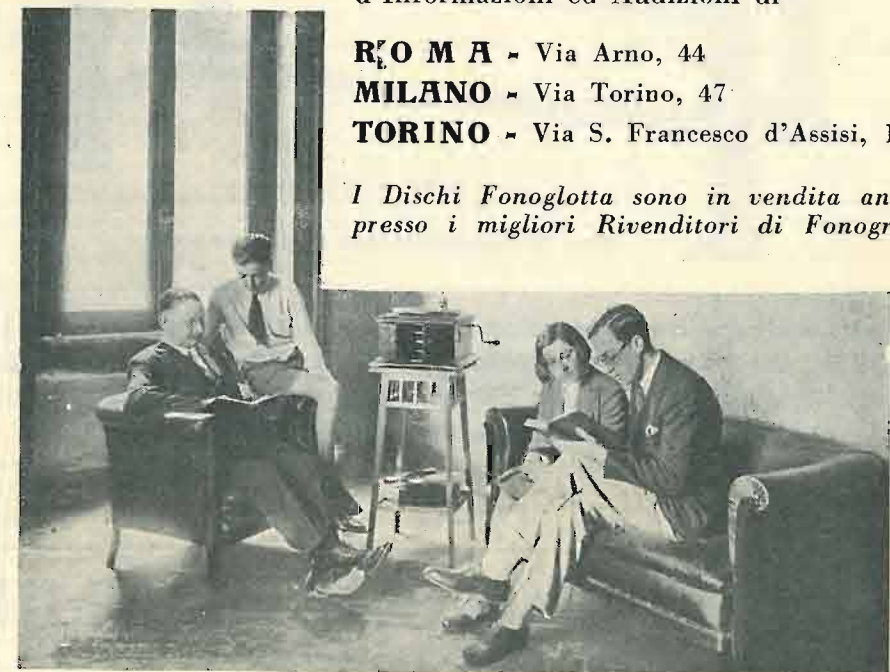 d'Informazioni ed Audizioni di
ROMA - Via Arno, 44
MILANO - Via Torino, 47
TORINO - Via S. Francesco d'Assisi,
I Dischi Fonoglotta sono in vendita
presso i migliori Rivenditori di